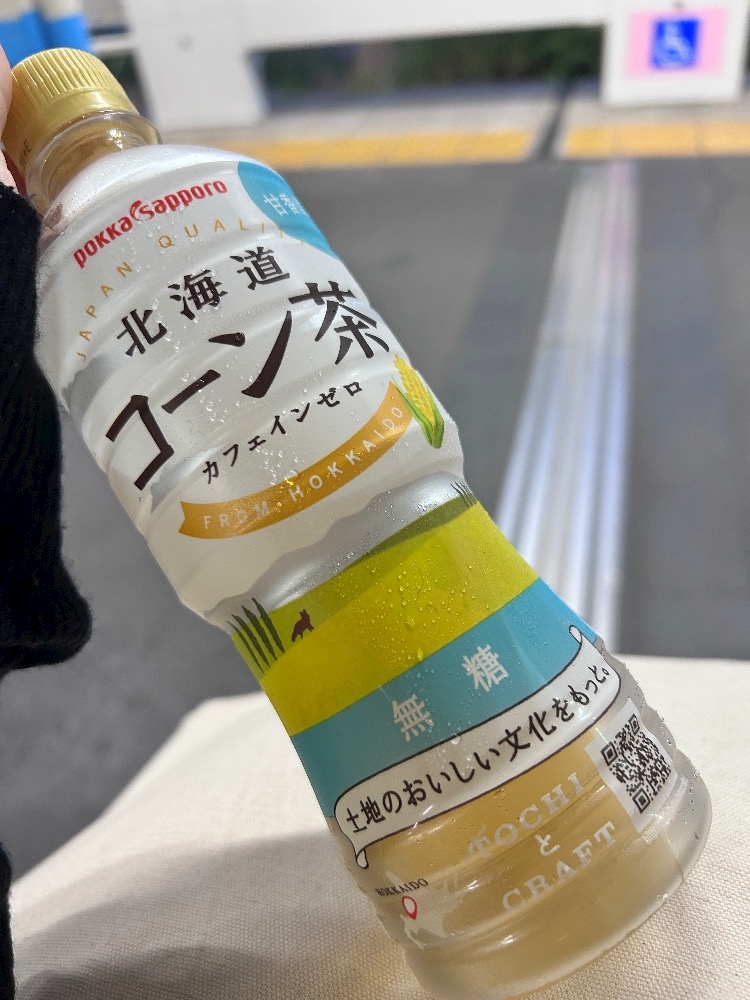 pokka sapporo
甘香
JAPAN QUALITY
北海道
コーン茶
カフェインゼロ
FROM HOKKAIDO
無糖
土地のおいしい文化をもっと。
TOCHI
と
CRAFT
HOKKAIDO